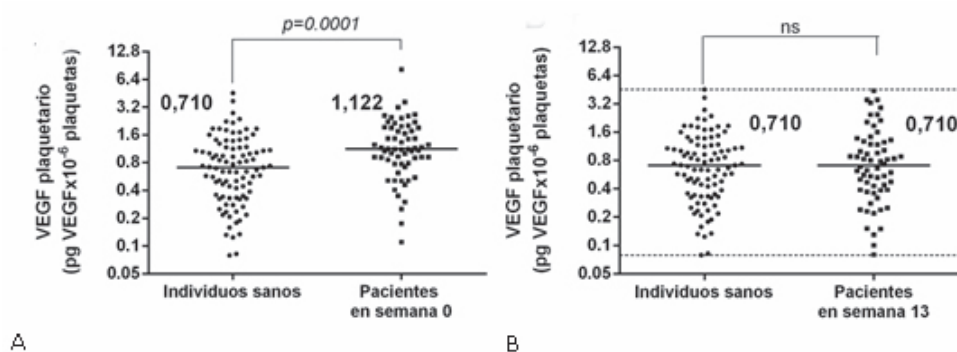 p=0.0001
12.8
6.4
3.2
1.6
0.8
0.4
0.2
0.1
0.05
VEGF plaquetario
(pg VEGFx10-6 plaquetas)
0,710
1,122
Individuos sanos
Pacientes
en semana 0
A
ns
12.8
6.4
3.2
1.6
0.8
0.4
0.2
0.1
0.05
VEGF plaquetario
(pg VEGFx10-6 plaquetas)
0,710
0,710
Individuos sanos
Pacientes
en semana 13
B